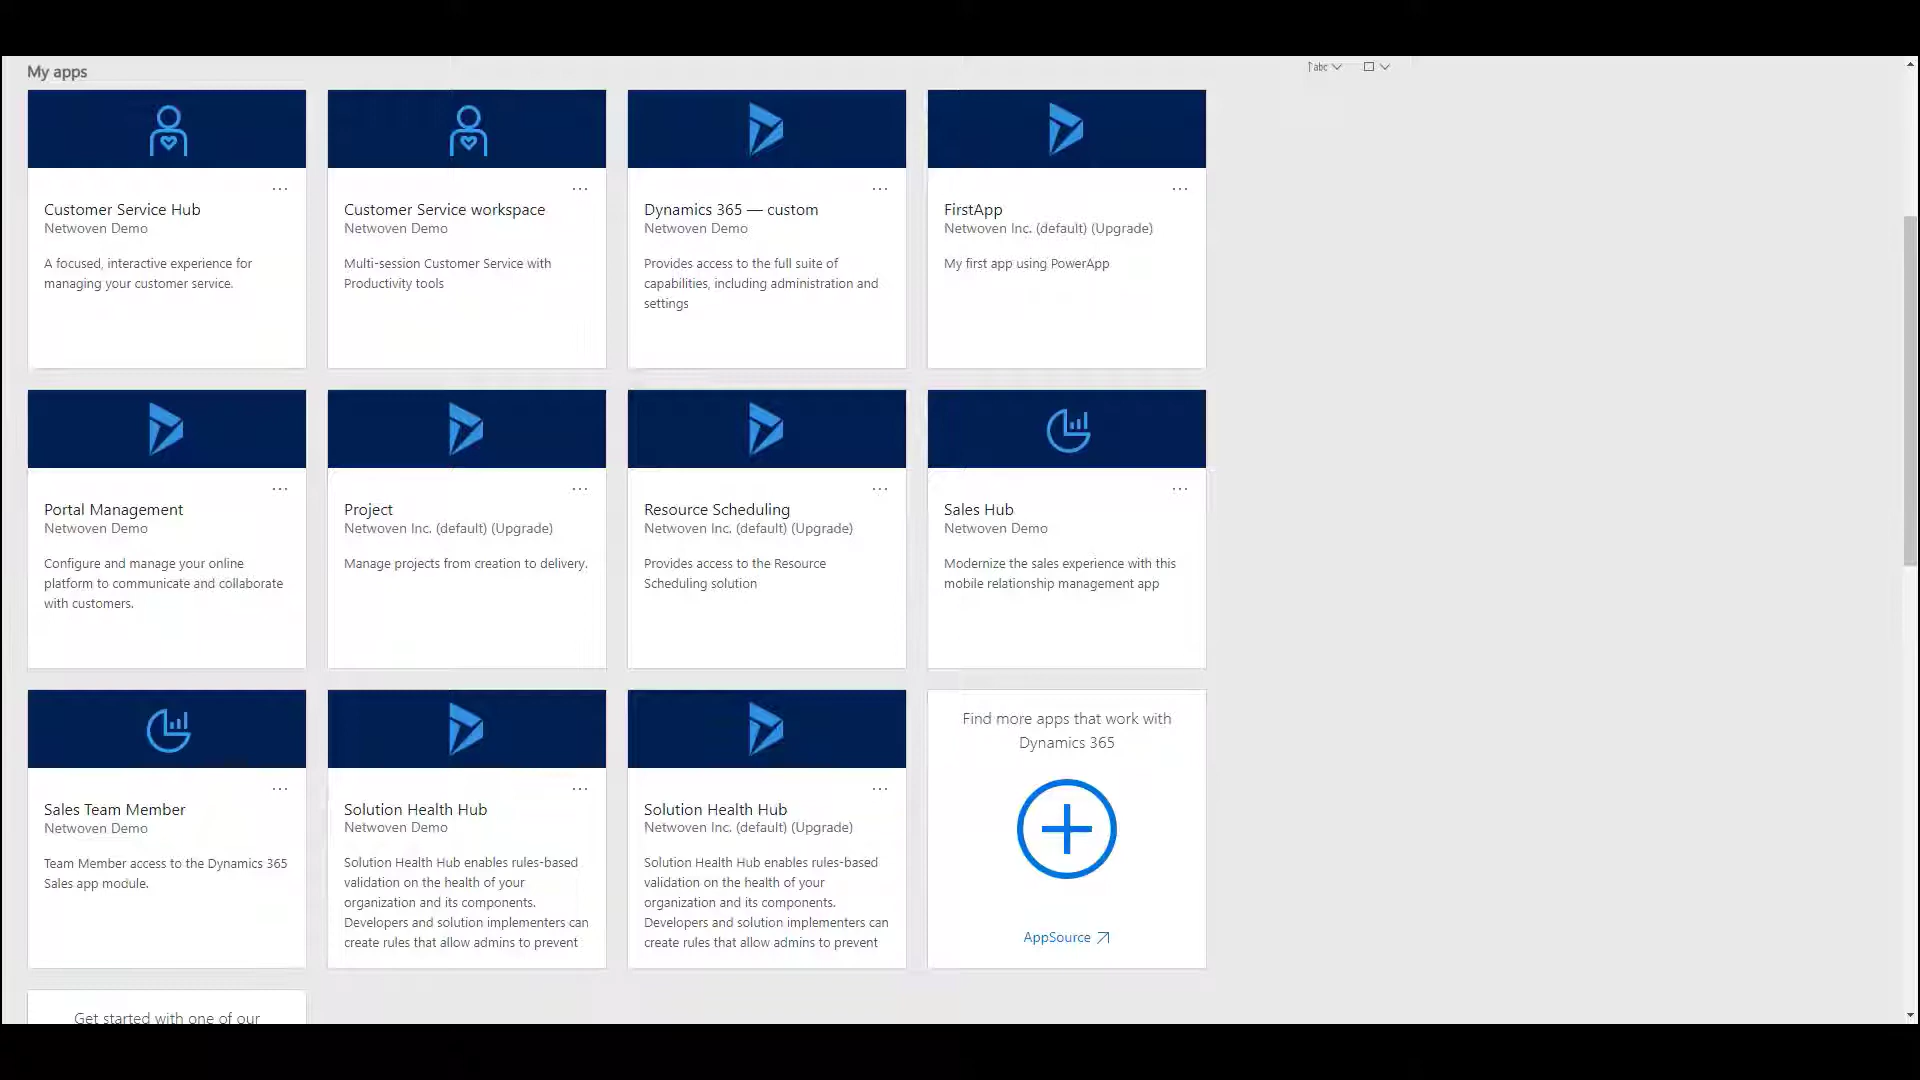 My apps
abc
Customer Service Hub
Netwoven Demo
A focused, interactive experience for
managing your customer service.
Customer Service workspace
Netwoven Demo
Multi-session Customer Service with
Productivity tools
Dynamics 365 — custom
Netwoven Demo
Provides access to the full suite of
capabilities, including administration and
settings
FirstApp
Netwoven Inc. (default) (Upgrade)
My first app using PowerApp
Portal Management
Netwoven Demo
Configure and manage your online
platform to communicate and collaborate
with customers.
Project
Netwoven Inc. (default) (Upgrade)
Manage projects from creation to delivery.
Resource Scheduling
Netwoven Inc. (default) (Upgrade)
Provides access to the Resource
Scheduling solution
Sales Hub
Netwoven Demo
Modernize the sales experience with this
mobile relationship management app
Sales Team Member
Netwoven Demo
Team Member access to the Dynamics 365
Sales app module.
Solution Health Hub
Netwoven Demo
Solution Health Hub enables rules-based
validation on the health of your
organization and its components.
Developers and solution implementers can
create rules that allow admins to prevent
Solution Health Hub
Netwoven Inc. (default) (Upgrade)
Solution Health Hub enables rules-based
validation on the health of your
organization and its components.
Developers and solution implementers can
create rules that allow admins to prevent
Find more apps that work with
Dynamics 365
AppSource
Get started with one of our